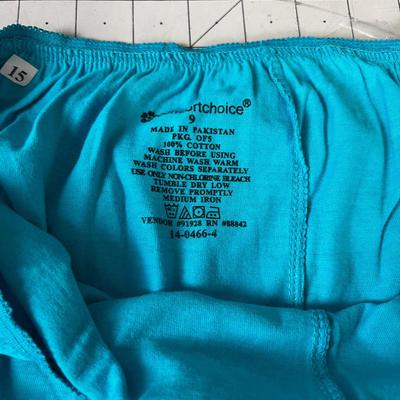 15
comfortchoice®
9
MADE IN PAKISTAN
PKG. OF5
100% COTTON
WASH BEFORE USING
MACHINE WASH WARM
WASH COLORS SEPARATELY
USE ONLY NON-CHLORINE BLEACH
TUMBLE DRY LOW
REMOVE PROMPTLY
MEDIUM IRON
VENDOR #91928 RN #88842
14-0466-4